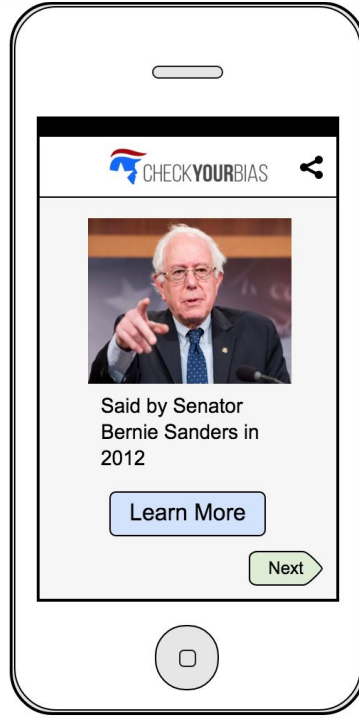 CHECKYOURBIAS
Said by Senator
Bernie Sanders in
2012
Learn More
Next